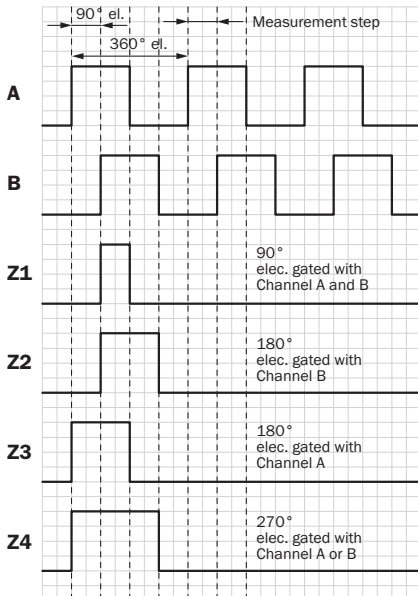 90° el.
Measurement step
360° el.
A
B
Z1
90°
elec. gated with
Channel A and B
Z2
180°
elec. gated with
Channel B
Z3
180°
elec. gated with
Channel A
Z4
270°
elec. gated with
Channel A or B